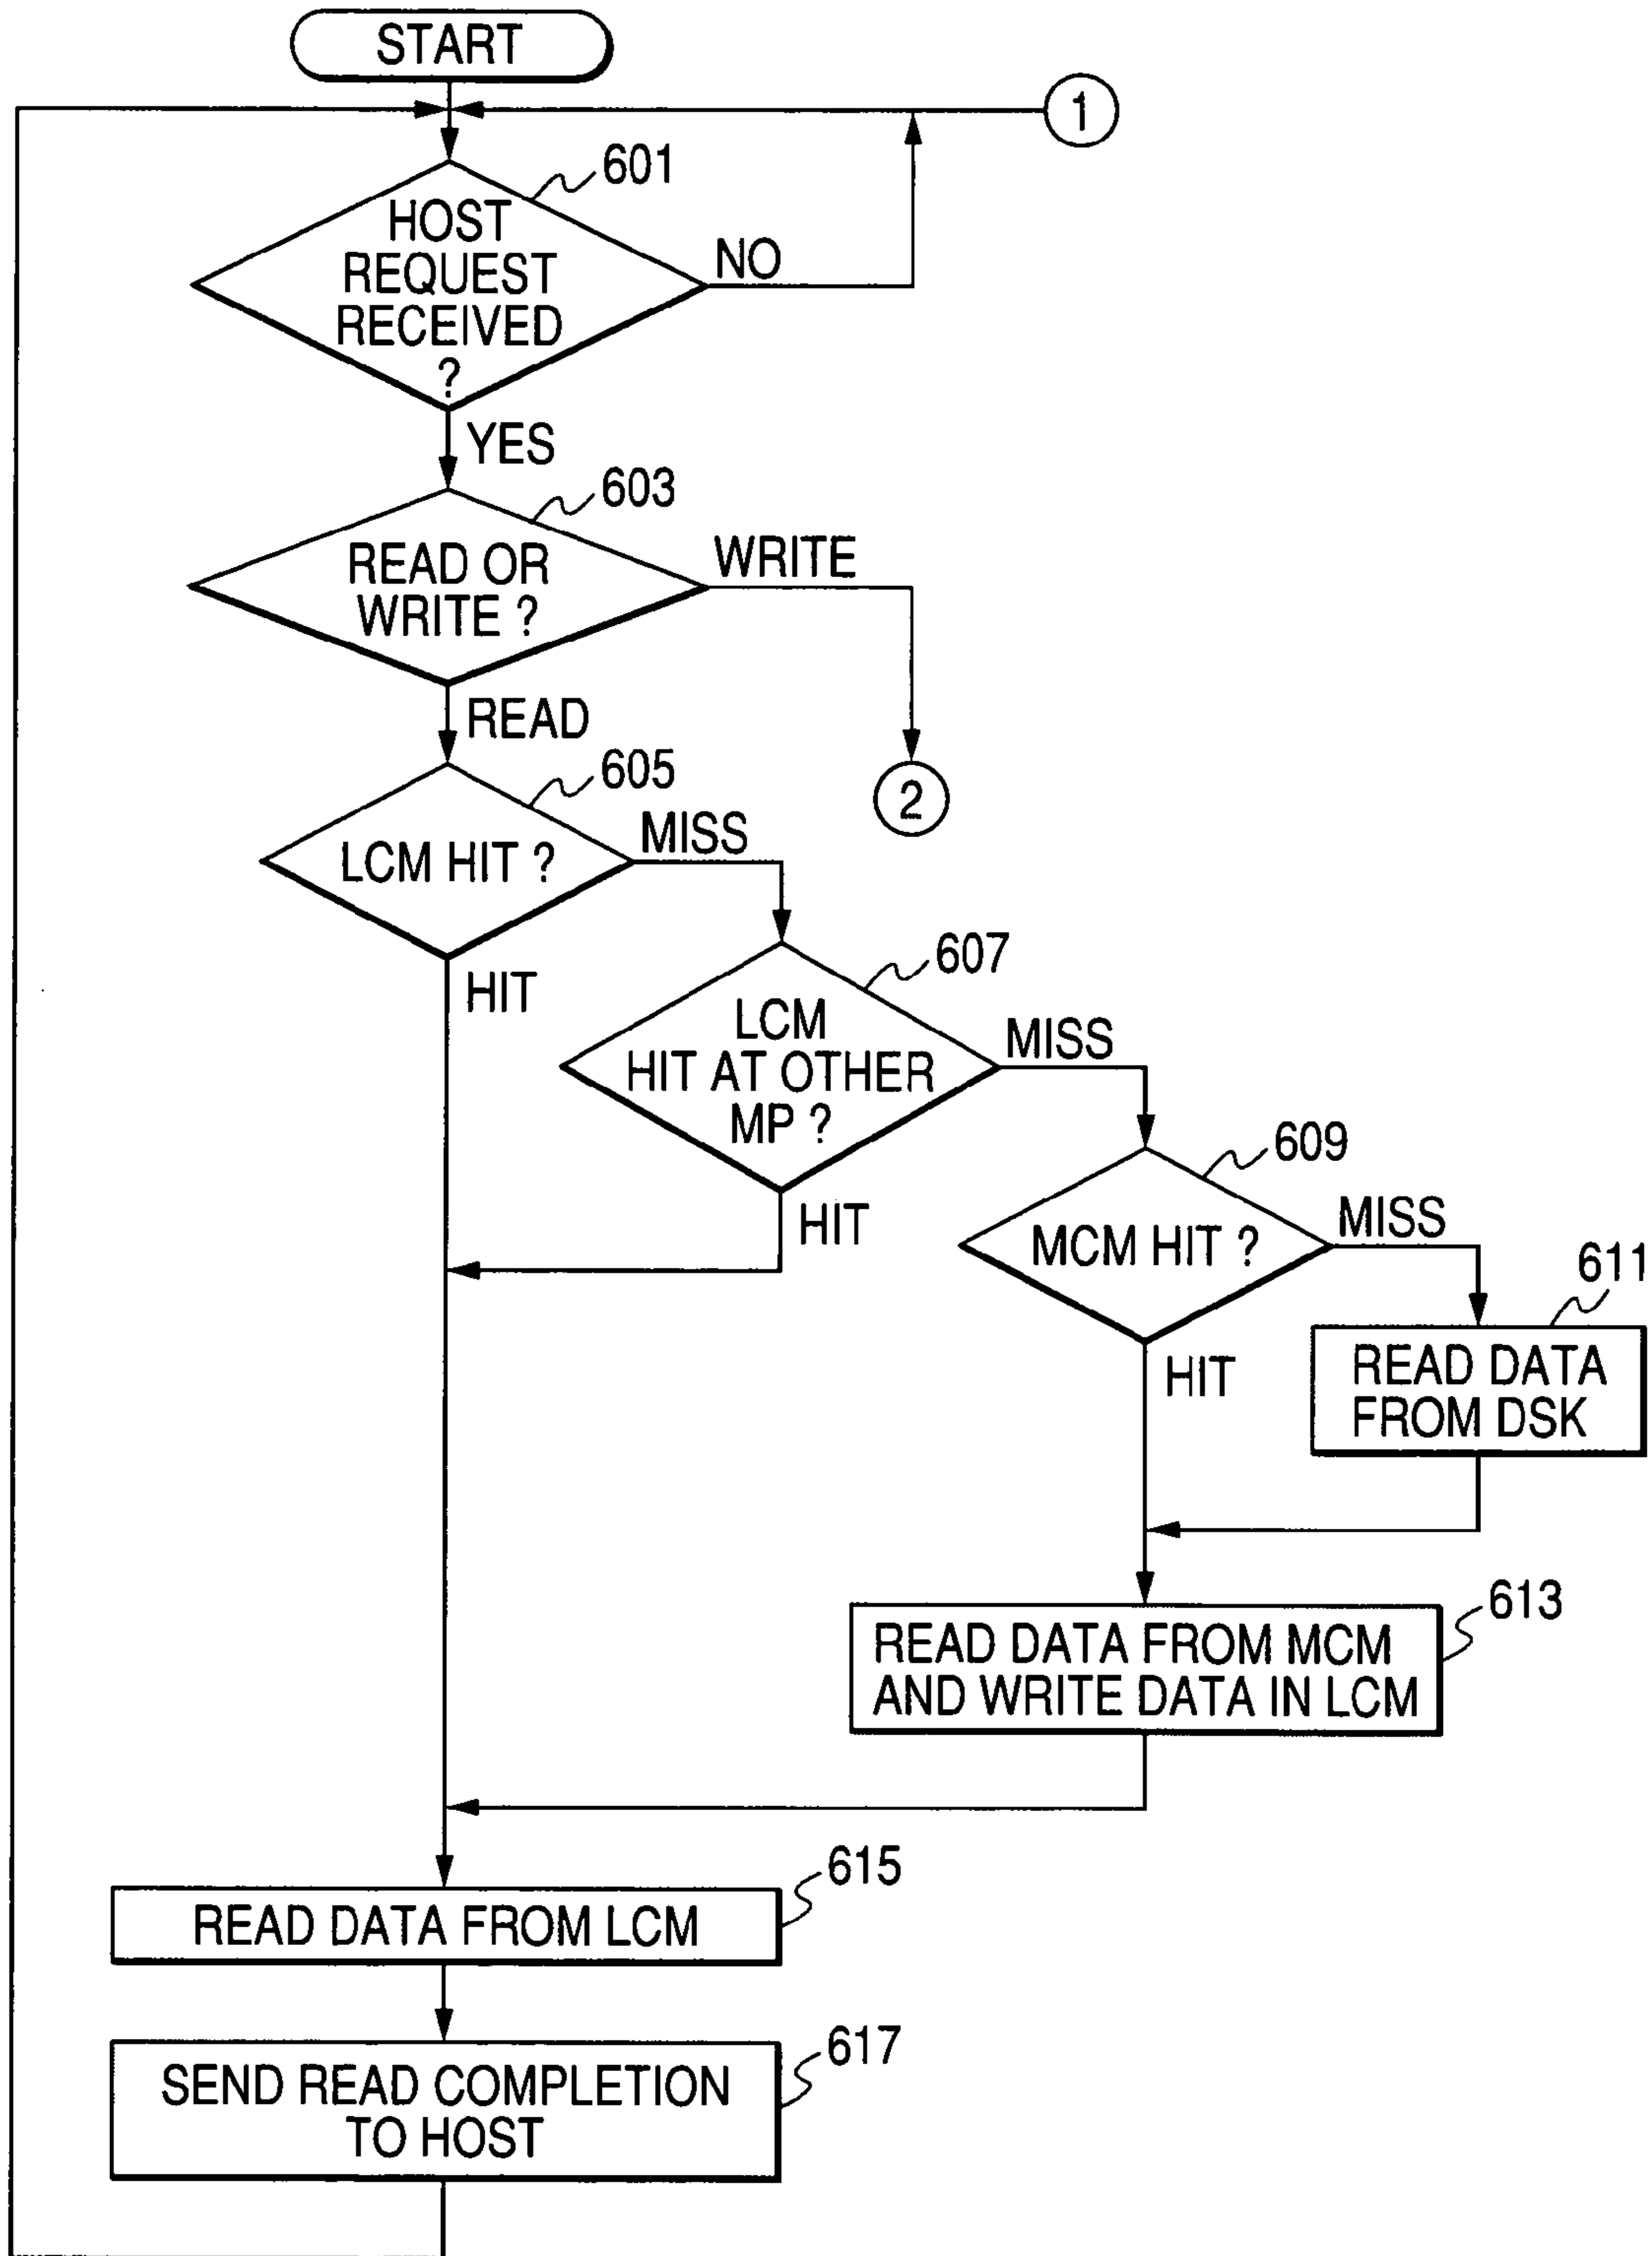 START
1
601
HOST
REQUEST
RECEIVED
?
NO
YES
603
READ OR
WRITE ?
WRITE
READ
2
605
LCM HIT ?
MISS
HIT
607
LCM
HIT AT OTHER
MP ?
MISS
HIT
609
MCM HIT ?
MISS
HIT
611
READ DATA
FROM DSK
613
READ DATA FROM MCM
AND WRITE DATA IN LCM
615
READ DATA FROM LCM
617
SEND READ COMPLETION
TO HOST